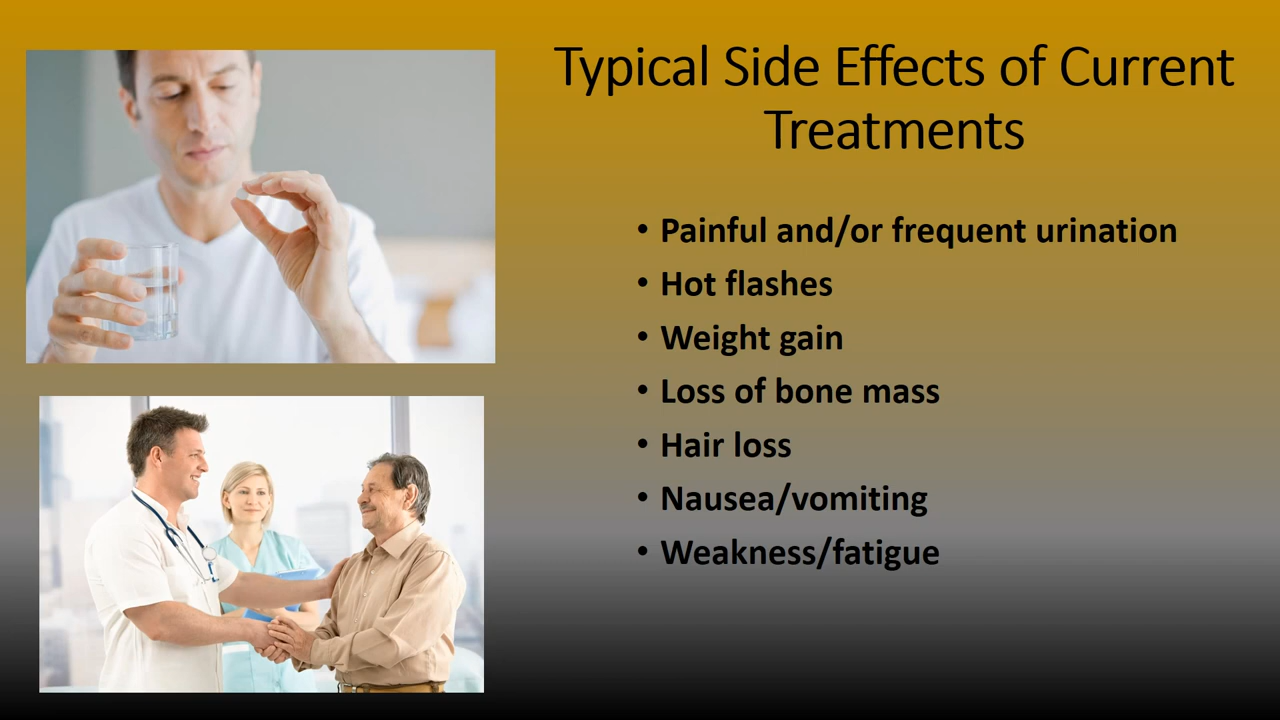 Typical Side Effects of Current
Treatments
• Painful and/or frequent urination
• Hot flashes
• Weight gain
• Loss of bone mass
• Hair loss
• Nausea/vomiting
• Weakness/fatigue